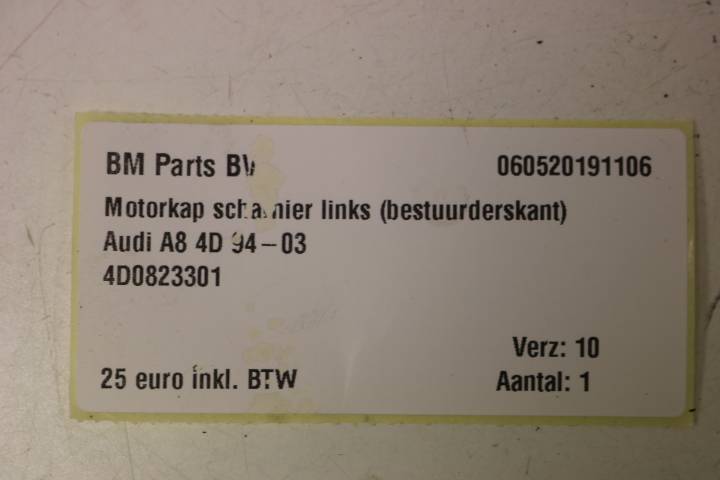 BM Parts BV
060520191106
Motorkap scharnier links (bestuurderskant)
Audi A8 4D 94-03
4D0823301
Verz: 10
25 euro inkl. BTW
Aantal: 1